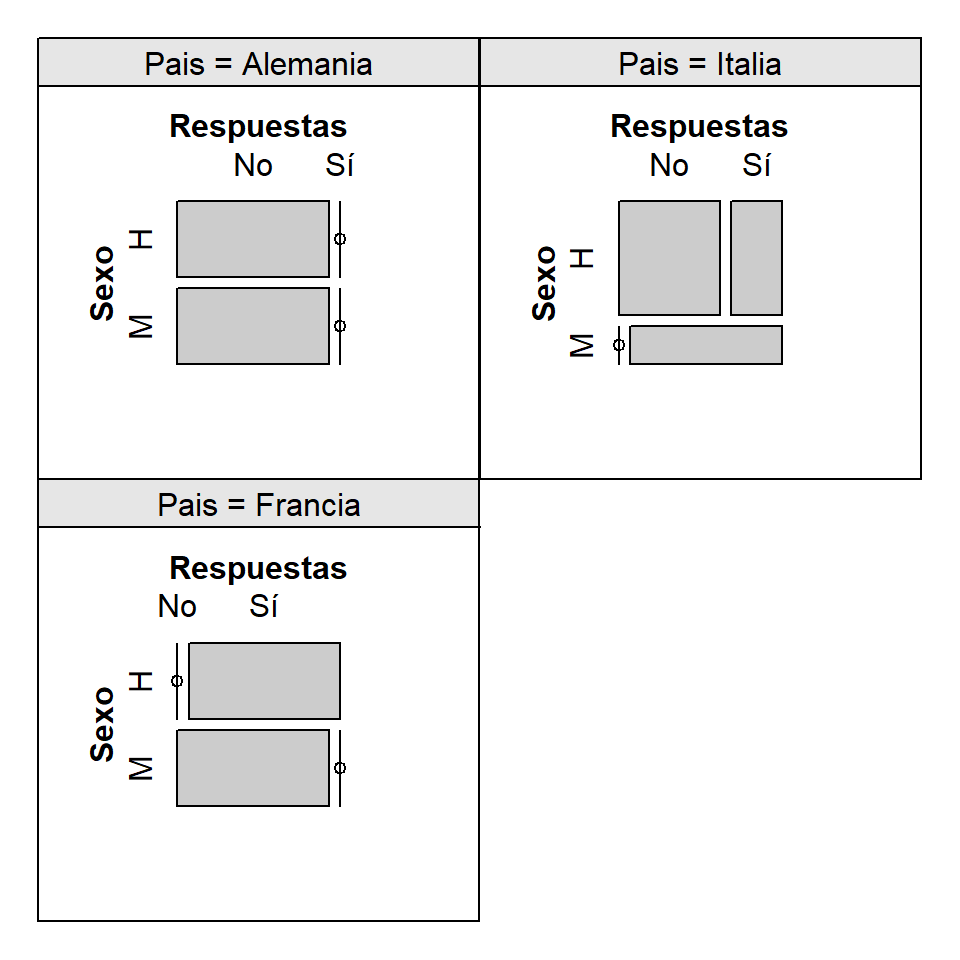 Pais = Alemania
Respuestas
No Sí
Sexo
H
M
Pais = Italia
Respuestas
No Sí
Sexo
H
M
Pais = Francia
Respuestas
No Sí
Sexo
H
M